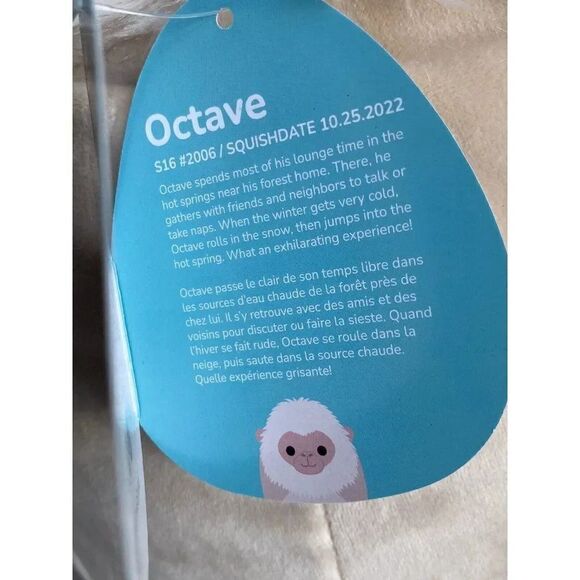 Octave
S16 #2006 / SQUISHDATE 10.25.2022
Octave spends most of his lounge time in the
hot springs near his forest home. There, he
gathers with friends and neighbors to talk or
take naps. When the winter gets very cold,
Octave rolls in the snow, then jumps into the
hot spring. What an exhilarating experience!
Octave passe le clair de son temps libre dans
les sources d'eau chaude de la forêt près de
chez lui. Il s'y retrouve avec des amis et des
voisins pour discuter ou faire la sieste. Quand
l'hiver se fait rude, Octave se roule dans la
neige, puis saute dans la source chaude.
Quelle expérience grisante!